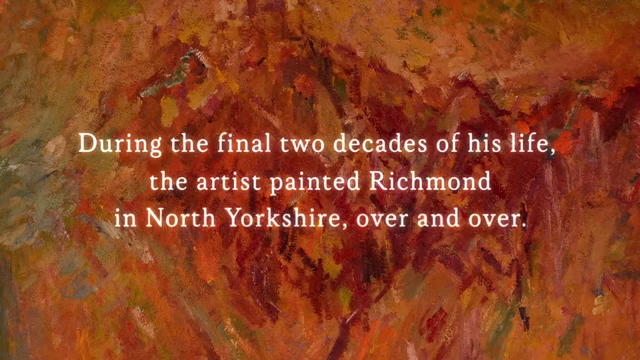 During the final two decades of his life,
the artist painted Richmond
in North Yorkshire, over and over.